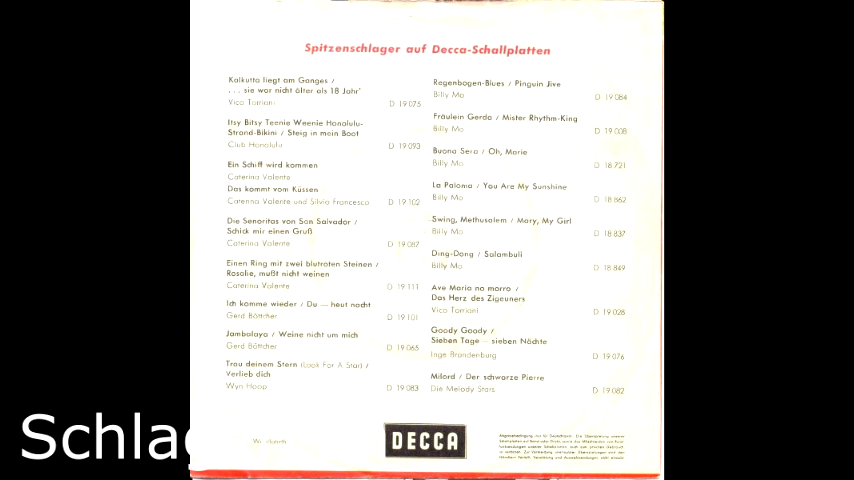 Spitzenschlager auf Decca-Schallplatten
Kalkutta liegt am Ganges /
. . . sie war nicht älter als 18 Jahr'
Vico Torriani D 19 075
Itsy Bitsy Teenie Weenie Honolulu-
Strand-Bikini / Steig in mein Boot
Club Honolulu D 19 093
Ein Schiff wird kommen
Caterina Valente
Das kommt vom Küssen
Caterina Valente und Silvio Francesco D 19 102
Die Senoritas von San Salvador /
Schick mir einen Gruß
Caterina Valente D 19 087
Einen Ring mit zwei blutroten Steinen /
Rosalie, mußt nicht weinen
Caterina Valente D 19 111
Ich komme wieder / Du — heut nacht
Gerd Böttcher D 19 101
Jambalaya / Weine nicht um mich
Gerd Böttcher D 19 065
Trau deinem Stern (Look For A Star) /
Verlieb dich
Wyn Hoop D 19 083
Regenbogen-Blues / Pinguin Jive
Billy Mo D 19 084
Fräulein Gerda / Mister Rhythm-King
Billy Mo D 19 008
Buona Sera / Oh, Marie
Billy Mo D 18 721
La Paloma / You Are My Sunshine
Billy Mo D 18 862
Swing, Methusalem / Mary, My Girl
Billy Mo D 18 837
Ding-Dong / Salambuli
Billy Mo D 18 849
Ave Maria no morro /
Das Herz des Zigeuners
Vico Torriani D 19 028
Goody Goody /
Sieben Tage — sieben Nächte
Inge Brandenburg D 19 076
Milord / Der schwarze Pierre
Die Melody Stars D 19 082
DECCA
Schlac